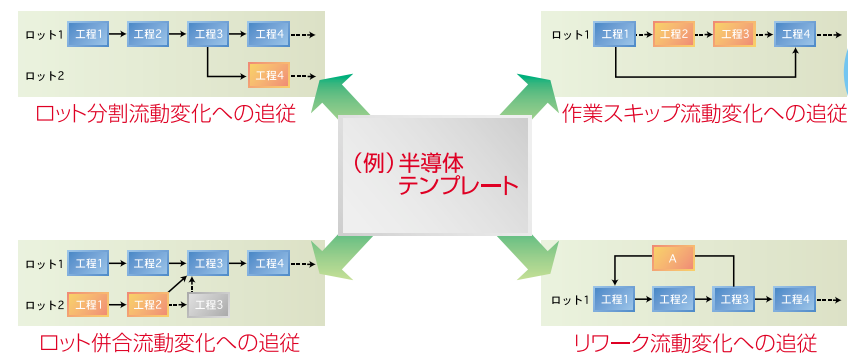 ロット1 工程1 工程2 工程3 工程4
ロット2 工程4
ロット分割流動変化への追従
ロット1 工程1 工程2 工程3 工程4
作業スキップ流動変化への追従
（例）半導体
テンプレート
ロット1 工程1 工程2 工程3 工程4
ロット2 工程1 工程2 工程3
ロット併合流動変化への追従
A
ロット1 工程1 工程2 工程3 工程4
リワーク流動変化への追従